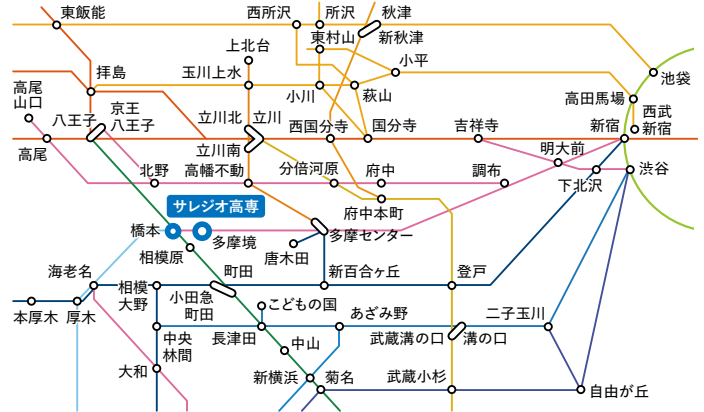 東飯能
西所沢
所沢
秋津
新秋津
東村山
上北台
小平
拝島
玉川上水
池袋
高尾
山口
小川
萩山
高田馬場
京王
八王子
八王子
立川北
立川
西国分寺
国分寺
吉祥寺
新宿
西武
新宿
高尾
立川南
明大前
北野
高幡不動
分倍河原
府中
調布
下北沢
渋谷
サレジオ高専
府中本町
橋本
多摩境
多摩センター
相模原
唐木田
海老名
相模
大野
町田
新百合ヶ丘
登戸
小田急
町田
こどもの国
本厚木
厚木
あざみ野
二子玉川
中央
林間
長津田
武蔵溝の口
溝の口
中山
大和
新横浜
菊名
武蔵小杉
自由が丘